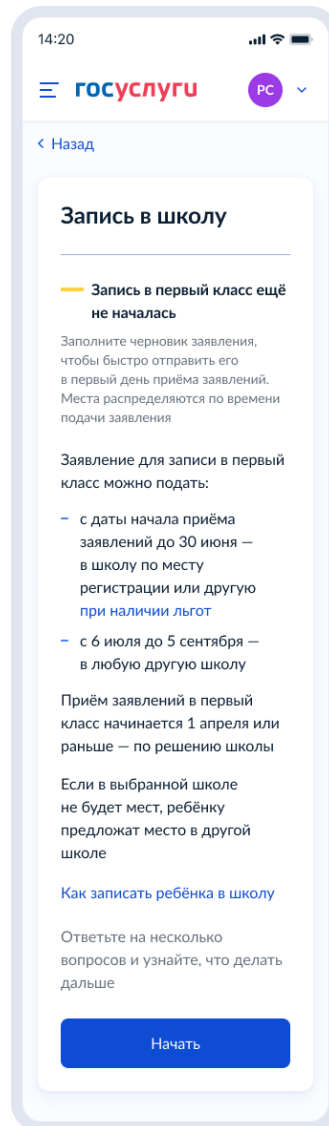 14:20
госуслуги
РС
Назад
Запись в школу
Запись в первый класс ещё
не началась
Заполните черновик заявления,
чтобы быстро отправить его
в первый день приёма заявлений.
Места распределяются по времени
подачи заявления
Заявление для записи в первый
класс можно подать:
– с даты начала приёма
заявлений до 30 июня —
в школу по месту
регистрации или другую
при наличии льгот
– с 6 июля до 5 сентября —
в любую другую школу
Приём заявлений в первый
класс начинается 1 апреля или
раньше — по решению школы
Если в выбранной школе
не будет мест, ребёнку
предложат место в другой
школе
Как записать ребёнка в школу
Ответьте на несколько
вопросов и узнайте, что делать
дальше
Начать